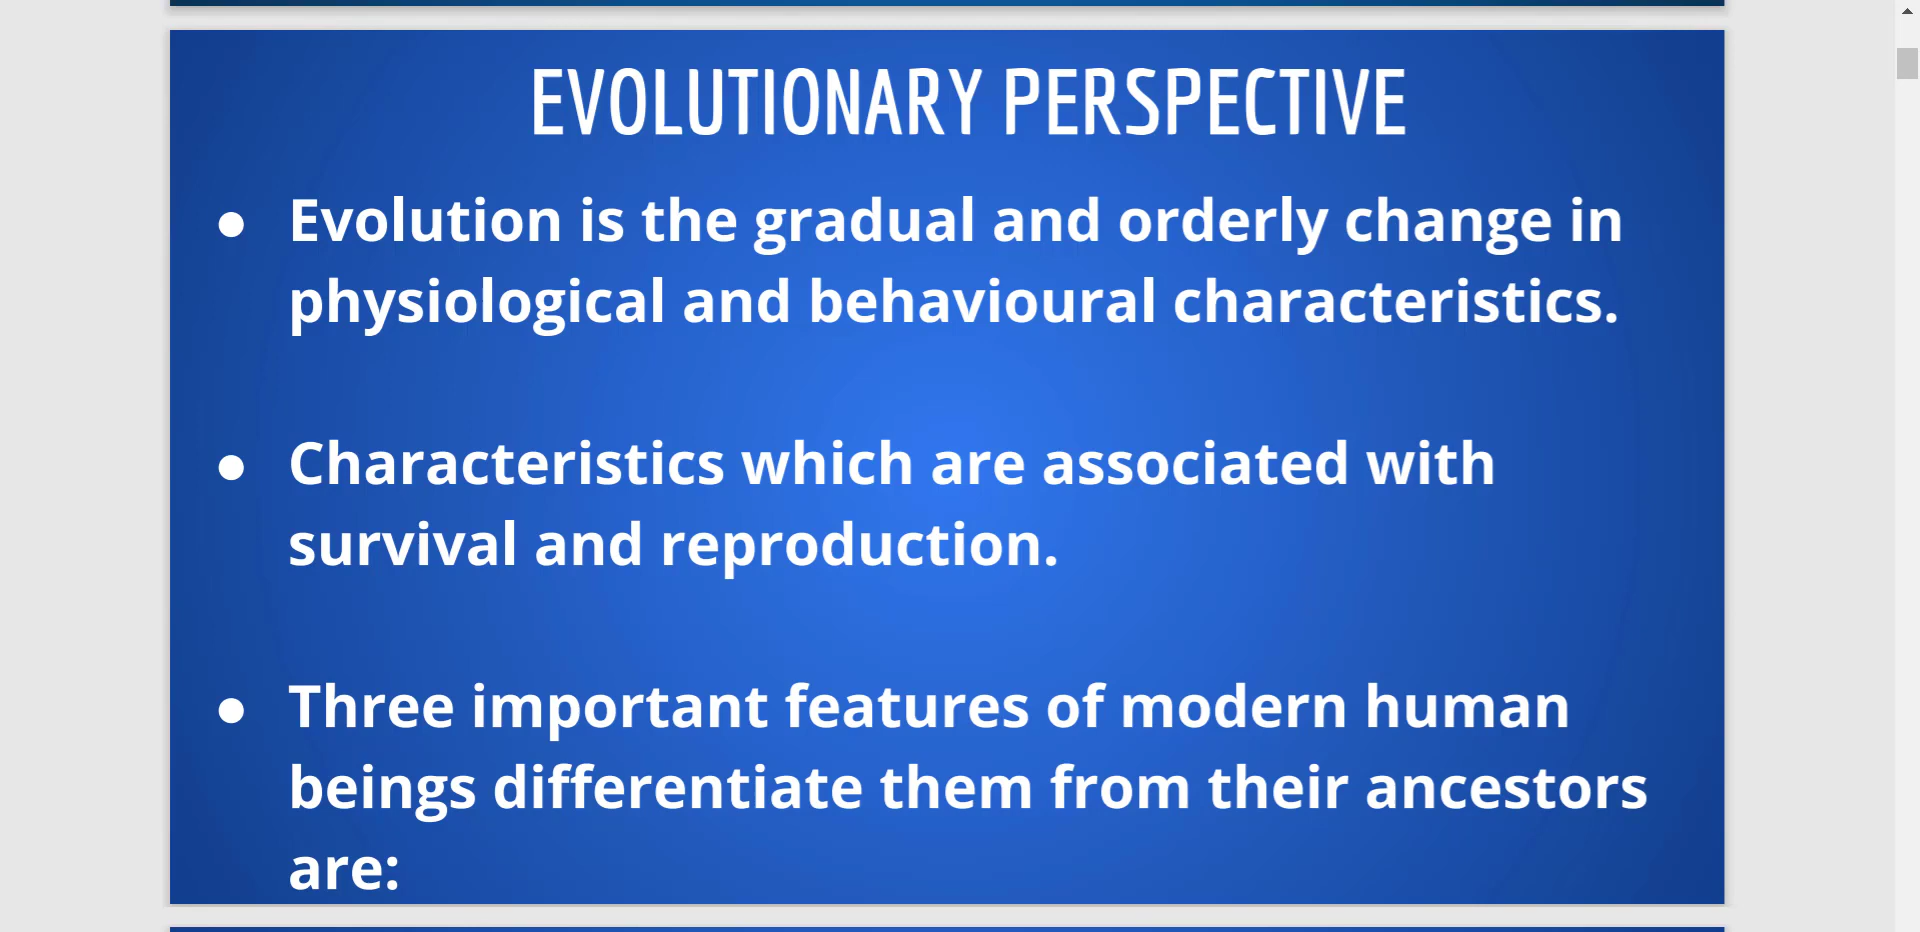 EVOLUTIONARY PERSPECTIVE
● Evolution is the gradual and orderly change in
physiological and behavioural characteristics.
● Characteristics which are associated with
survival and reproduction.
● Three important features of modern human
beings differentiate them from their ancestors
are: